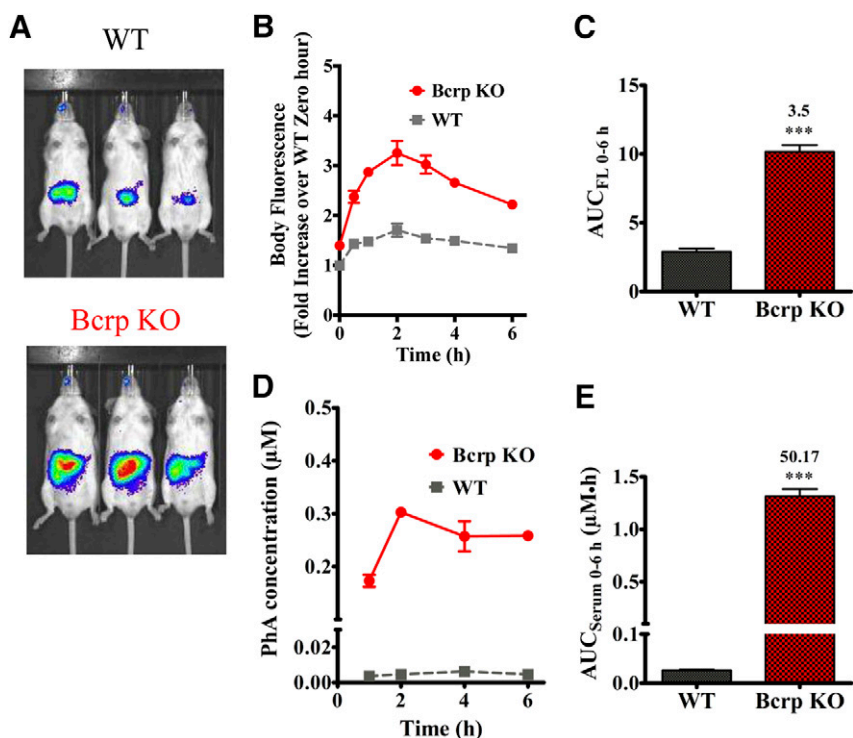 A
WT
Bcrp KO
B
Body Fluorescence
(Fold Increase over WT Zero hour)
5
4
3
2
1
0
0
2
4
6
Time (h)
Bcrp KO
WT
C
AUC FL 0-6 h
15
10
5
0
3.5
***
WT
Bcrp KO
D
PhA concentration (µM)
0.5
0.4
0.3
0.2
0.02
0.00
0
2
4
6
Time (h)
Bcrp KO
WT
E
AUC Serum 0-6 h (µM•h)
1.5
1.0
0.5
0.1
0.0
50.17
***
WT
Bcrp KO